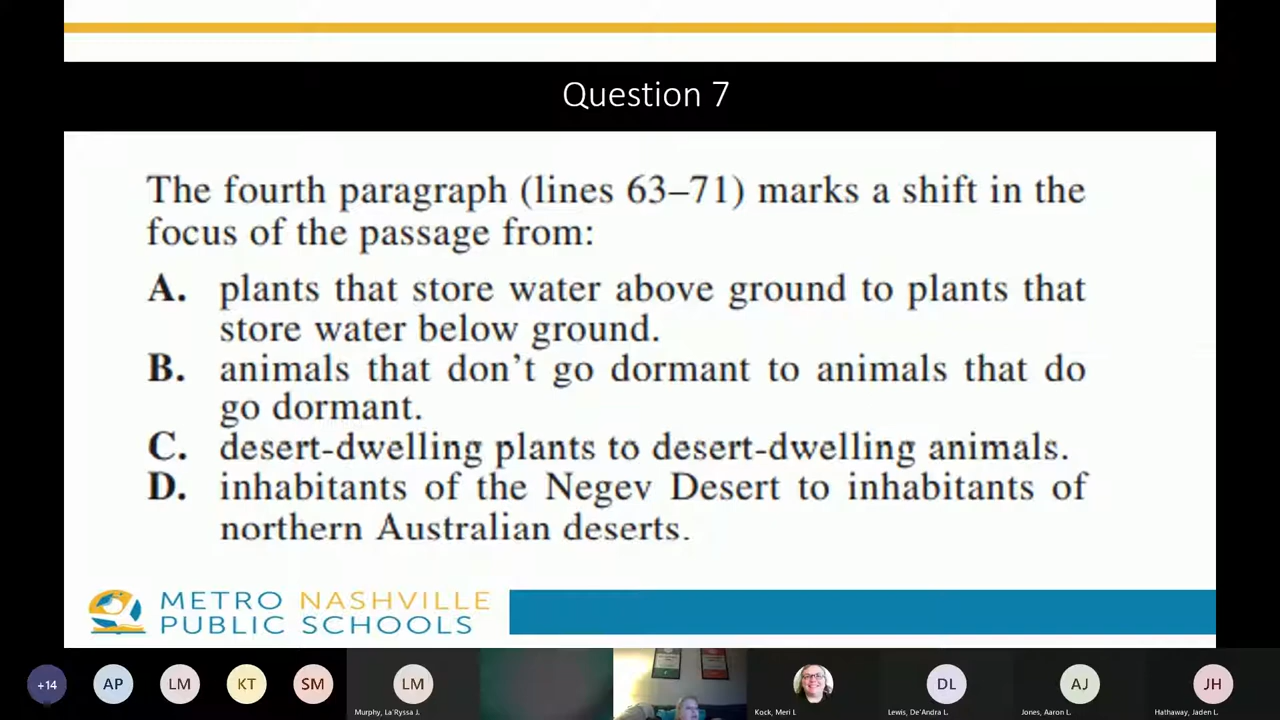 Question 7
The fourth paragraph (lines 63–71) marks a shift in the
focus of the passage from:
A. plants that store water above ground to plants that
store water below ground.
B. animals that don't go dormant to animals that do
go dormant.
C. desert-dwelling plants to desert-dwelling animals.
D. inhabitants of the Negev Desert to inhabitants of
northern Australian deserts.
METRO NASHVILLE
PUBLIC SCHOOLS
+14 AP LM KT SM LM DL AJ JH
Murphy, La'Ryssa J. Kock, Meri L Lewis, De'Andra L. Jones, Aaron L. Hathaway, Jaden L.